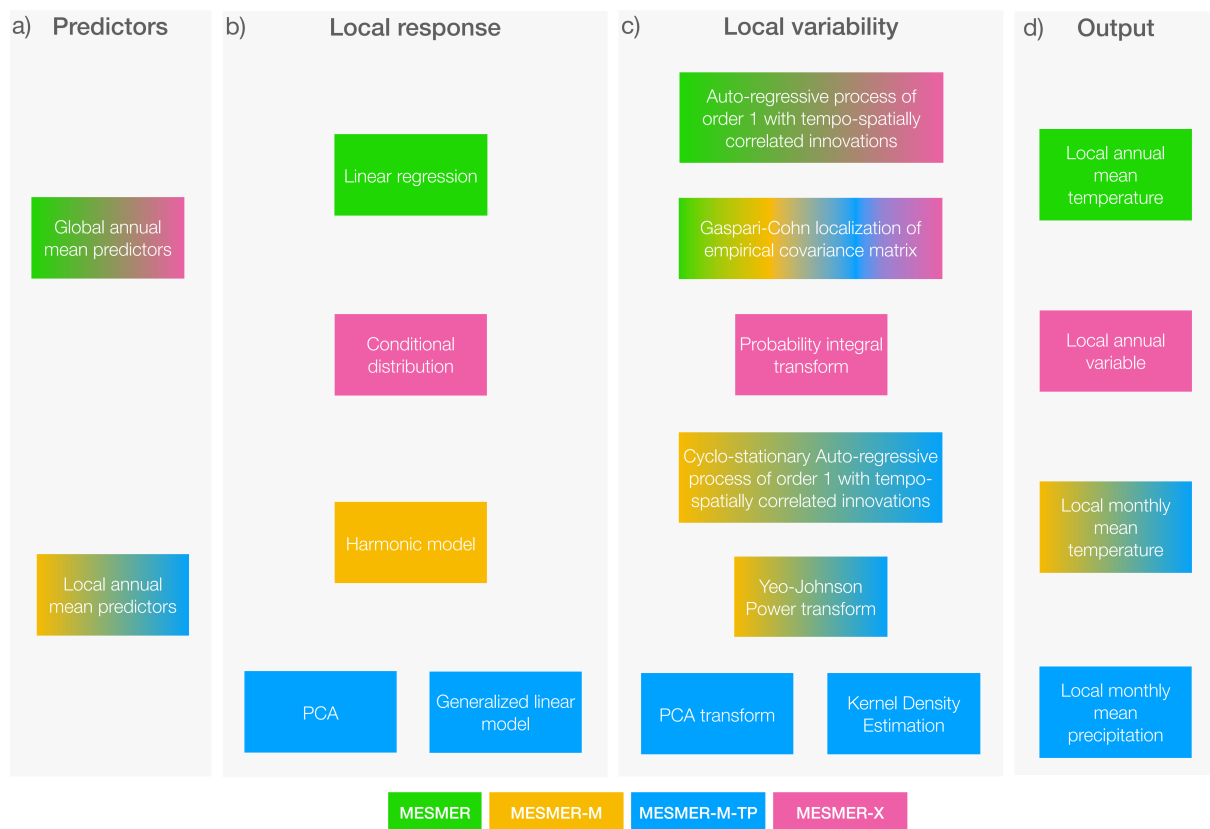 a) Predictors
Global annual
mean predictors
Local annual
mean predictors
b) Local response
Linear regression
Conditional
distribution
Harmonic model
PCA
Generalized linear
model
c) Local variability
Auto-regressive process of
order 1 with tempo-spatially
correlated innovations
Gaspari-Cohn localization of
empirical covariance matrix
Probability integral
transform
Cyclo-stationary Auto-regressive
process of order 1 with tempo-
spatially correlated innovations
Yeo-Johnson
Power transform
PCA transform
Kernel Density
Estimation
d) Output
Local annual
mean
temperature
Local annual
variable
Local monthly
mean
temperature
Local monthly
mean
precipitation
MESMER
MESMER-M
MESMER-M-TP
MESMER-X